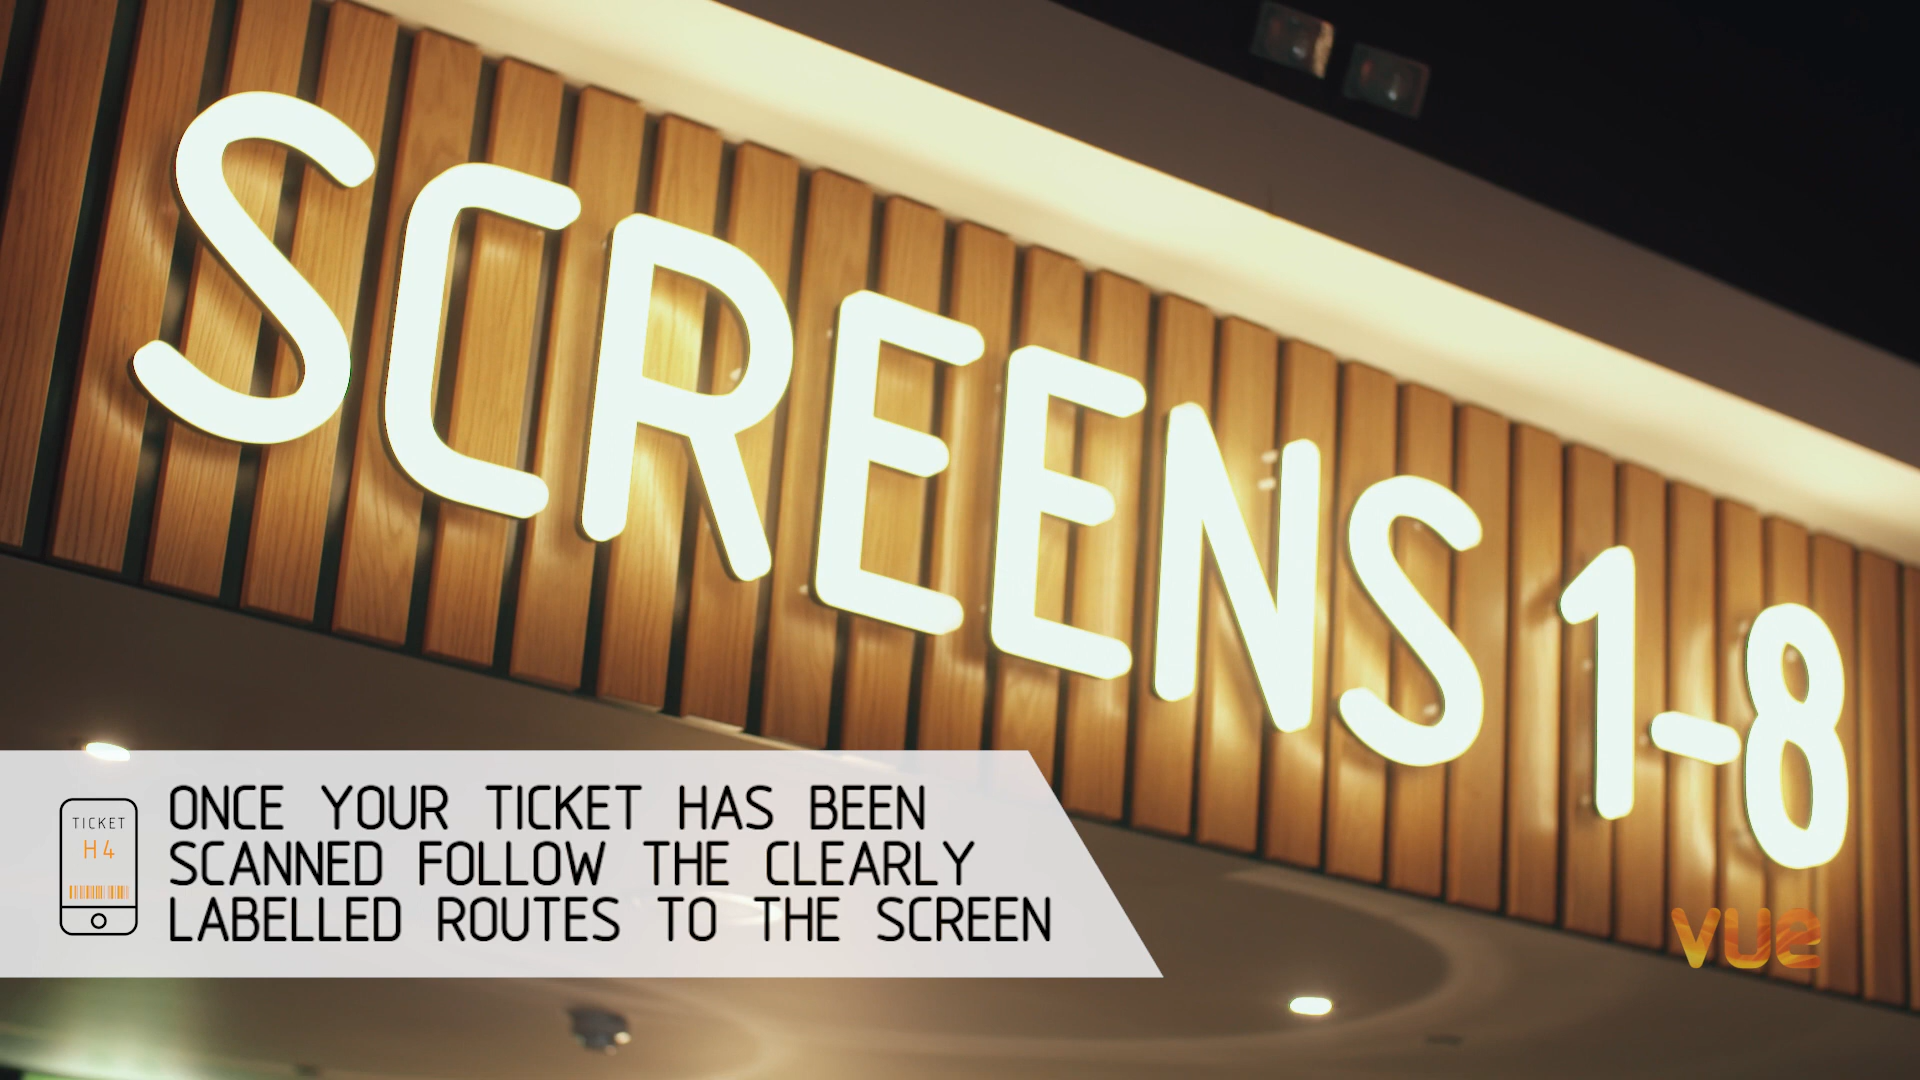 SCREENS 1-8
TICKET
H4
ONCE YOUR TICKET HAS BEEN
SCANNED FOLLOW THE CLEARLY
LABELLED ROUTES TO THE SCREEN
VUE